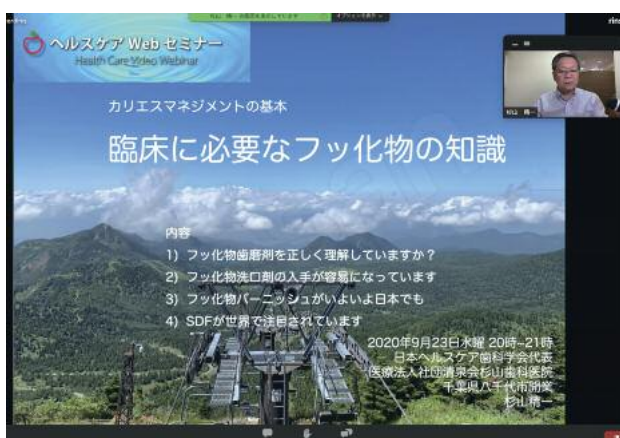 ヘルスケア Web セミナー
Health Care Video Webinar
カリエスマネジメントの基本
臨床に必要なフッ化物の知識
内容
1) フッ化物歯磨剤を正しく理解していますか?
2) フッ化物洗口剤の入手が容易になっています
3) フッ化物バーニッシュがいよいよ日本でも
4) SDFが世界で注目されています
2020年9月23日水曜 20時–21時
日本ヘルスケア歯科学会代表
医療法人社団清泉会杉山歯科医院
千葉県八千代市開業
杉山精一